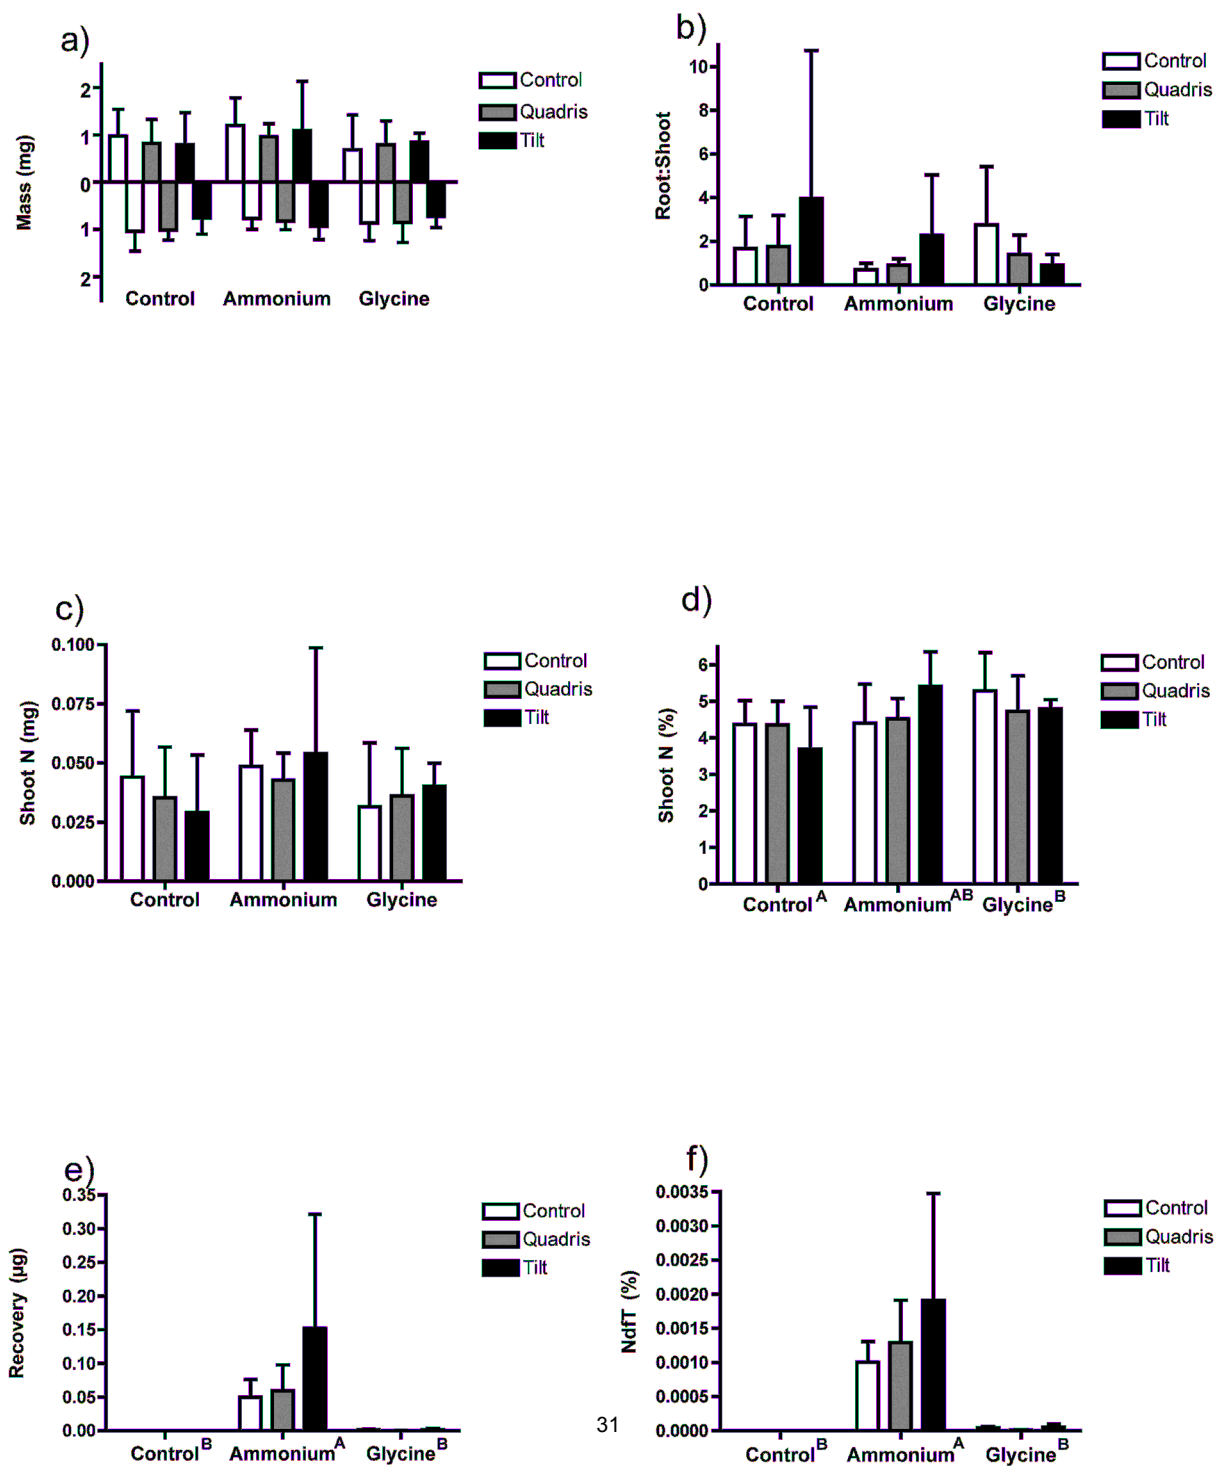 a)
Mass (mg)
2
1
0
1
2
Control
Ammonium
Glycine
Control
Quadris
Tilt
b)
Root:Shoot
10
8
6
4
2
0
Control
Ammonium
Glycine
Control
Quadris
Tilt
c)
Shoot N (mg)
0.100
0.075
0.050
0.025
0.000
Control
Ammonium
Glycine
Control
Quadris
Tilt
d)
Shoot N (%)
6
5
4
3
2
1
0
Control A
Ammonium AB
Glycine B
Control
Quadris
Tilt
e)
Recovery (µg)
0.35
0.30
0.25
0.20
0.15
0.10
0.05
0.00
Control B
Ammonium A
Glycine B
Control
Quadris
Tilt
f)
NdfT (%)
0.0035
0.0030
0.0025
0.0020
0.0015
0.0010
0.0005
0.0000
Control B
Ammonium A
Glycine B
Control
Quadris
Tilt
31